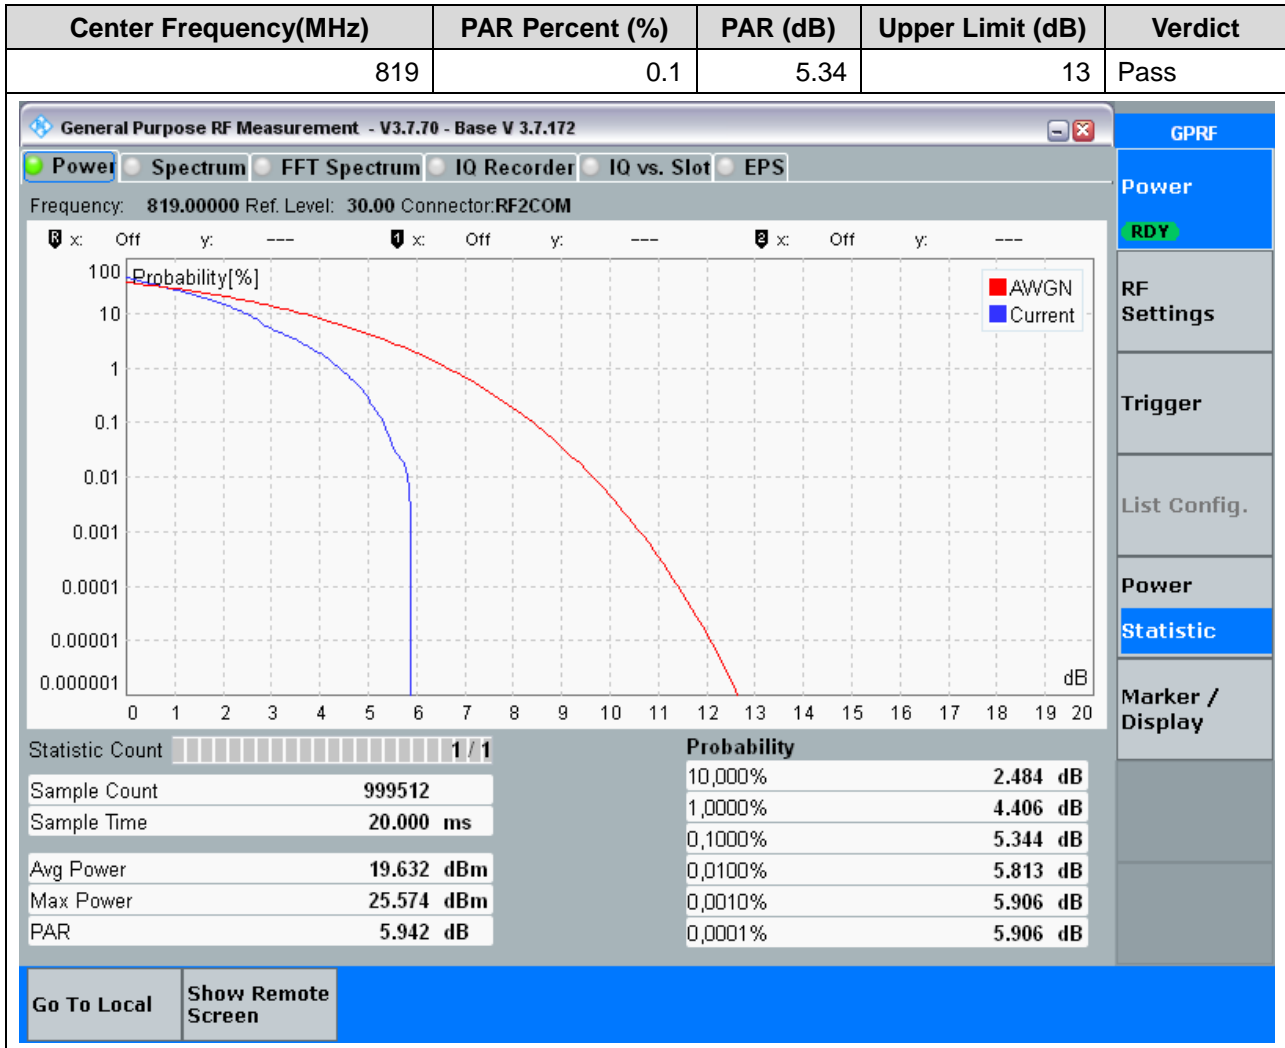 Center Frequency(MHz) PAR Percent (%) PAR (dB) Upper Limit (dB) Verdict
819 0.1 5.34 13 Pass
General Purpose RF Measurement - V3.7.70 - Base V 3.7.172
GPRF
Power Spectrum FFT Spectrum IQ Recorder IQ vs. Slot EPS
Power
RDY
Frequency: 819.00000 Ref. Level: 30.00 Connector:RF2COM
R x: Off y: --- 1 x: Off y: --- 2 x: Off y: ---
Probability[%]
AWGN
Current
100
10
1
0.1
0.01
0.001
0.0001
0.00001
0.000001
dB
0 1 2 3 4 5 6 7 8 9 10 11 12 13 14 15 16 17 18 19 20
RF
Settings
Trigger
List Config.
Power
Statistic
Marker /
Display
Statistic Count 1 / 1
Sample Count 999512
Sample Time 20.000 ms
Avg Power 19.632 dBm
Max Power 25.574 dBm
PAR 5.942 dB
Probability
10,000% 2.484 dB
1,0000% 4.406 dB
0,1000% 5.344 dB
0,0100% 5.813 dB
0,0010% 5.906 dB
0,0001% 5.906 dB
Go To Local
Show Remote
Screen